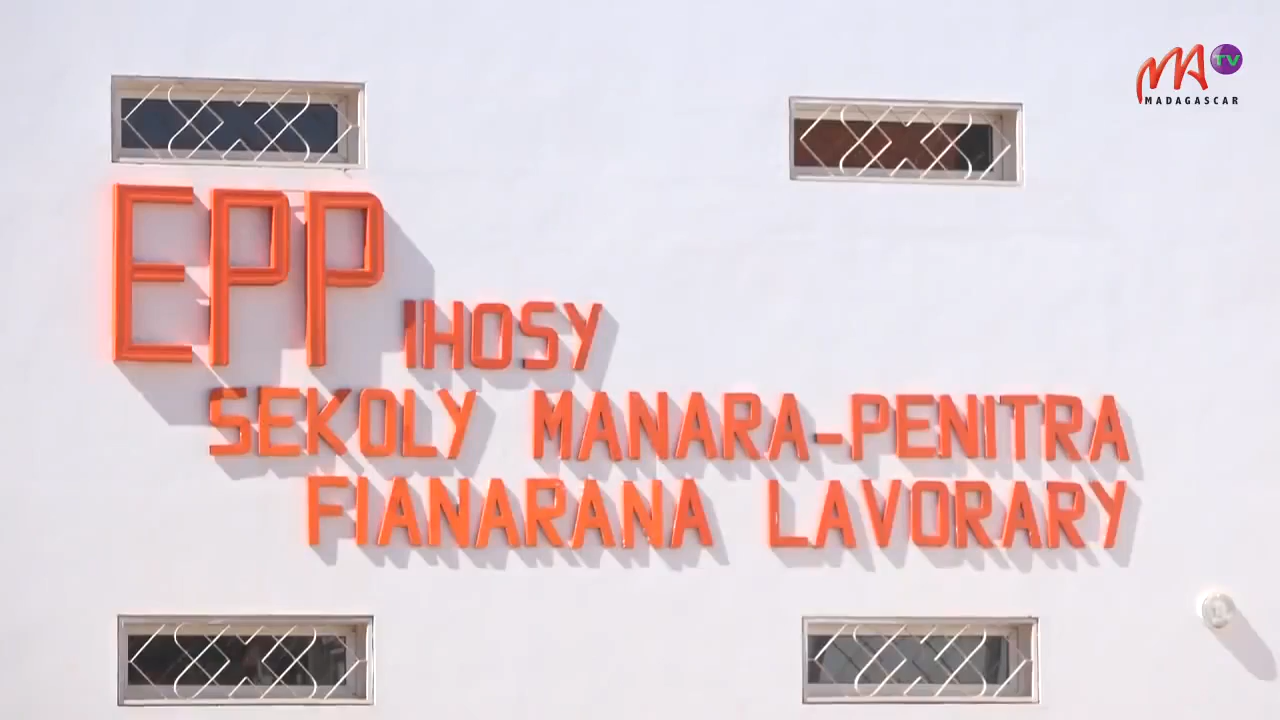 MA TV
MADAGASCAR
EPP IHOSY
SEKOLY MANARA-PENITRA
FIANARANA LAVORARY